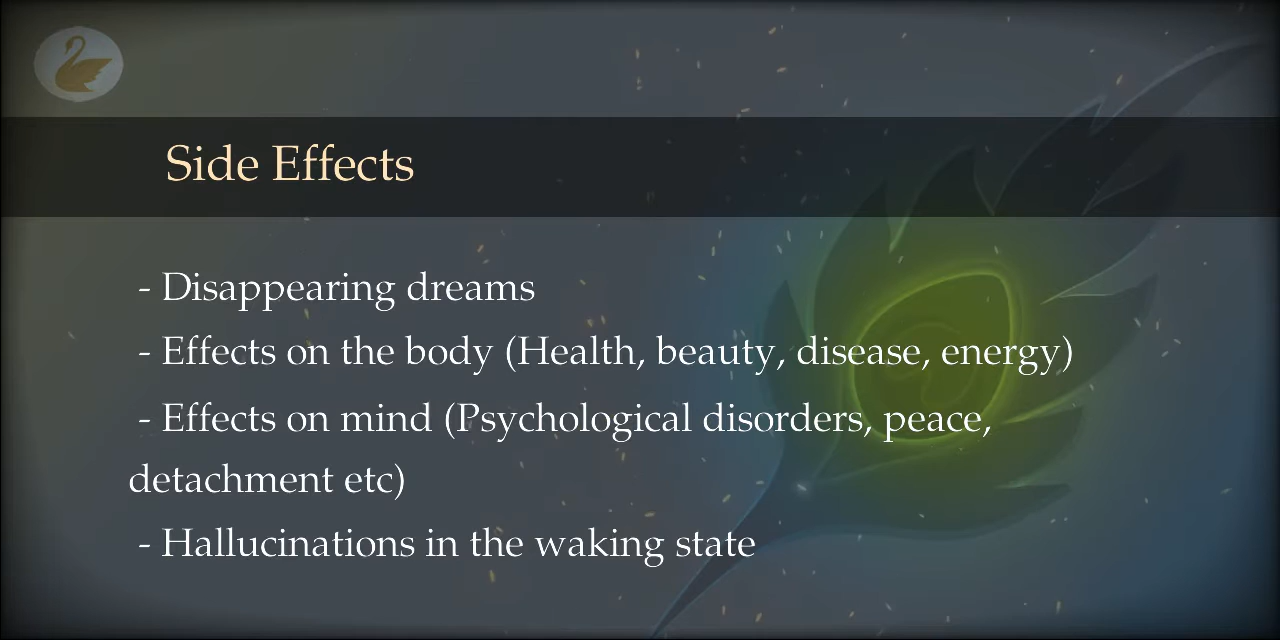 Side Effects
- Disappearing dreams
- Effects on the body (Health, beauty, disease, energy)
- Effects on mind (Psychological disorders, peace,
detachment etc)
- Hallucinations in the waking state